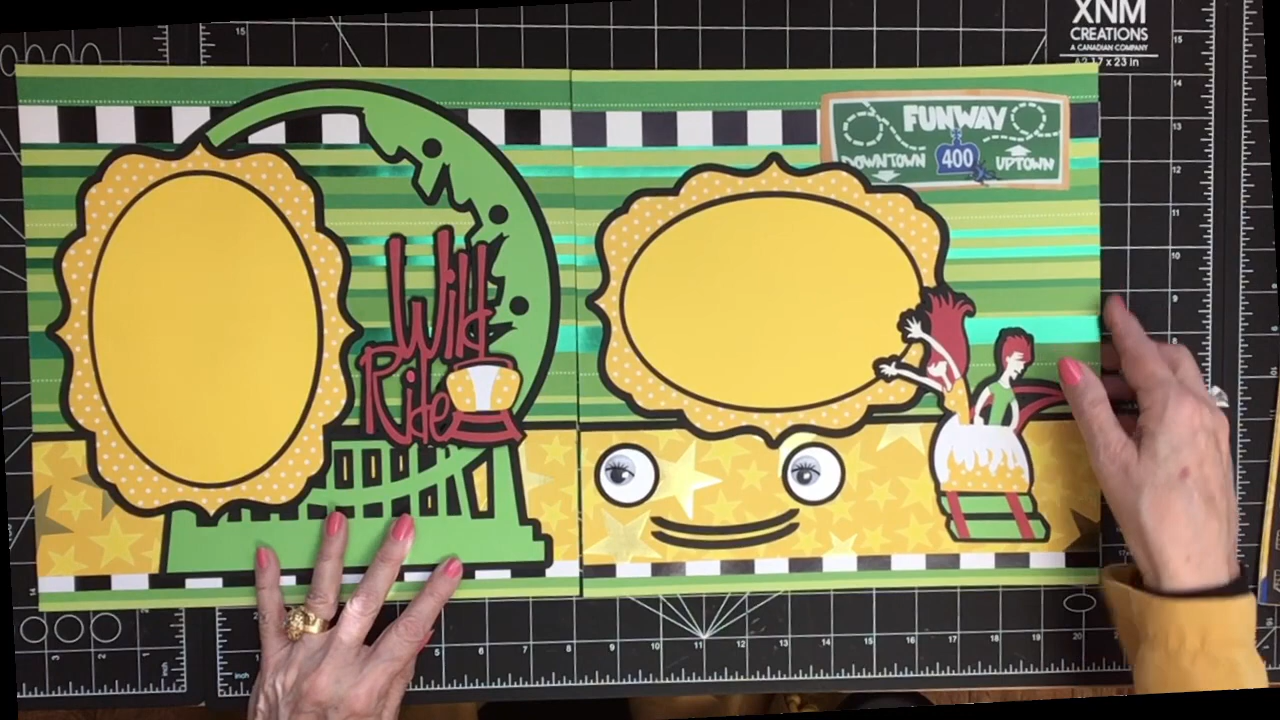 XNM
CREATIONS
A CANADIAN COMPANY
FUNWAY
DOWNTOWN
400
UPTOWN
Wild
Ride